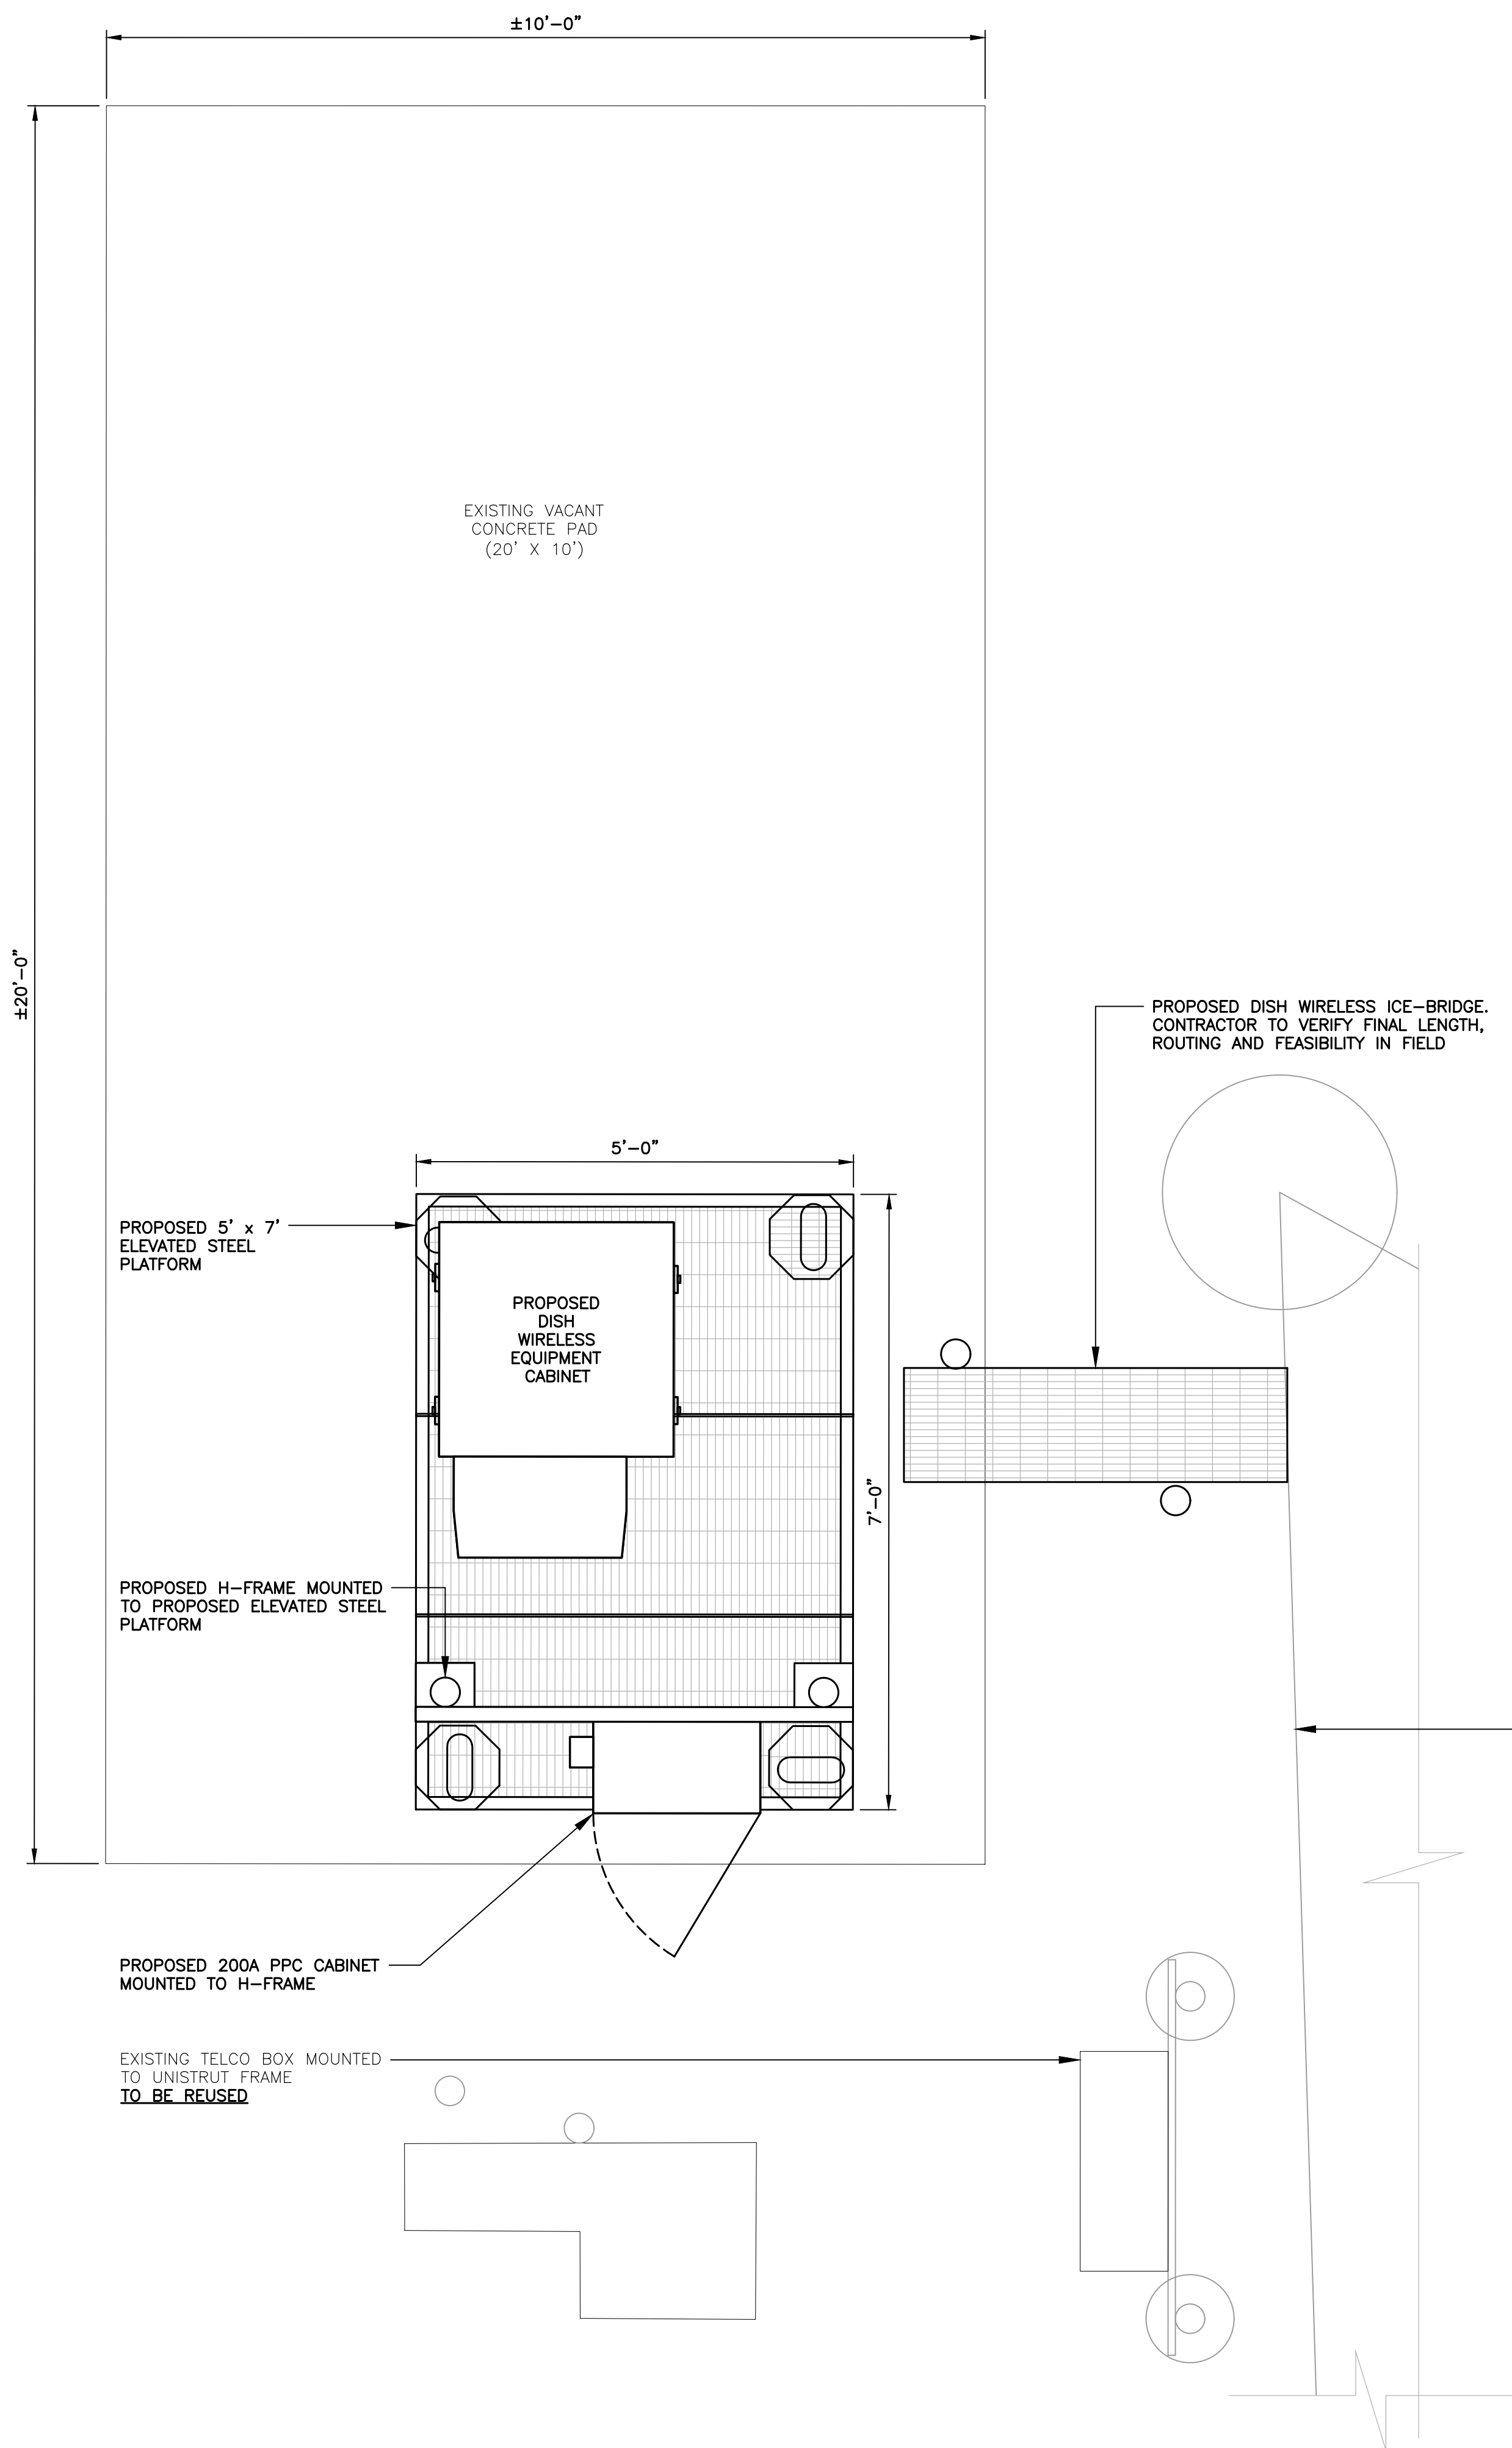 ±10'-0"
EXISTING VACANT
CONCRETE PAD
(20' X 10')
±20'-0"
PROPOSED DISH WIRELESS ICE-BRIDGE.
CONTRACTOR TO VERIFY FINAL LENGTH,
ROUTING AND FEASIBILITY IN FIELD
5'-0"
PROPOSED 5' x 7'
ELEVATED STEEL
PLATFORM
PROPOSED
DISH
WIRELESS
EQUIPMENT
CABINET
7'-0"
PROPOSED H-FRAME MOUNTED
TO PROPOSED ELEVATED STEEL
PLATFORM
PROPOSED 200A PPC CABINET
MOUNTED TO H-FRAME
EXISTING TELCO BOX MOUNTED
TO UNISTRUT FRAME
TO BE REUSED